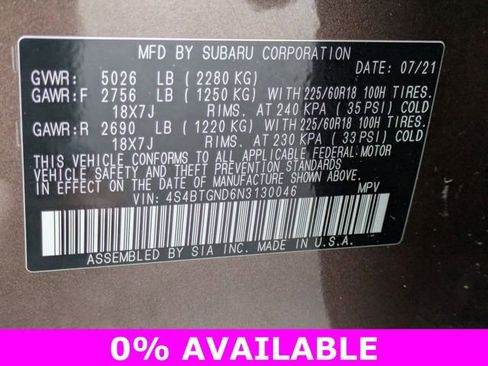 MFD BY SUBARU CORPORATION
GVWR: 5026 LB (2280 KG) DATE: 07/21
GAWR:F 2756 LB (1250 KG) WITH 225/60R18 100H TIRES.
18X7J RIMS. AT 240 KPA (35 PSI) COLD
GAWR:R 2690 LB (1220 KG) WITH 225/60R18 100H TIRES.
18X7J RIMS. AT 230 KPA (33 PSI) COLD
THIS VEHICLE CONFORMS TO ALL APPLICABLE FEDERAL MOTOR
VEHICLE SAFETY AND THEFT PREVENTION STANDARDS
IN EFFECT ON THE DATE OF MANUFACTURE SHOWN ABOVE.
VIN: 4S4BTGND6N3130046 MPV
ASSEMBLED BY SIA INC. MADE IN U.S.A.
0% AVAILABLE